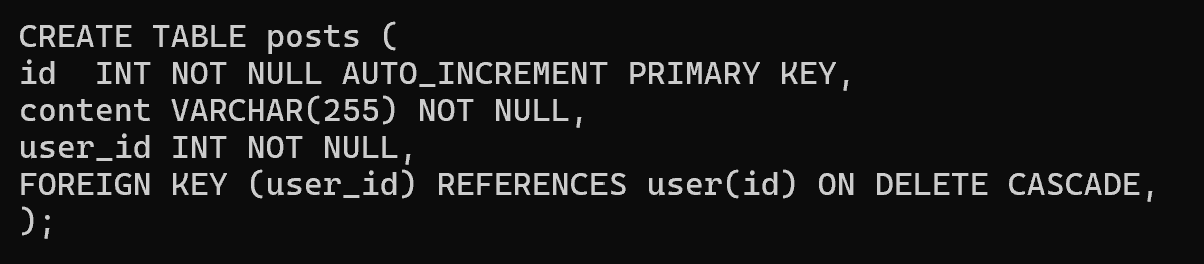 CREATE TABLE posts (
id  INT NOT NULL AUTO_INCREMENT PRIMARY KEY,
content VARCHAR(255) NOT NULL,
user_id INT NOT NULL,
FOREIGN KEY (user_id) REFERENCES user(id) ON DELETE CASCADE,
);